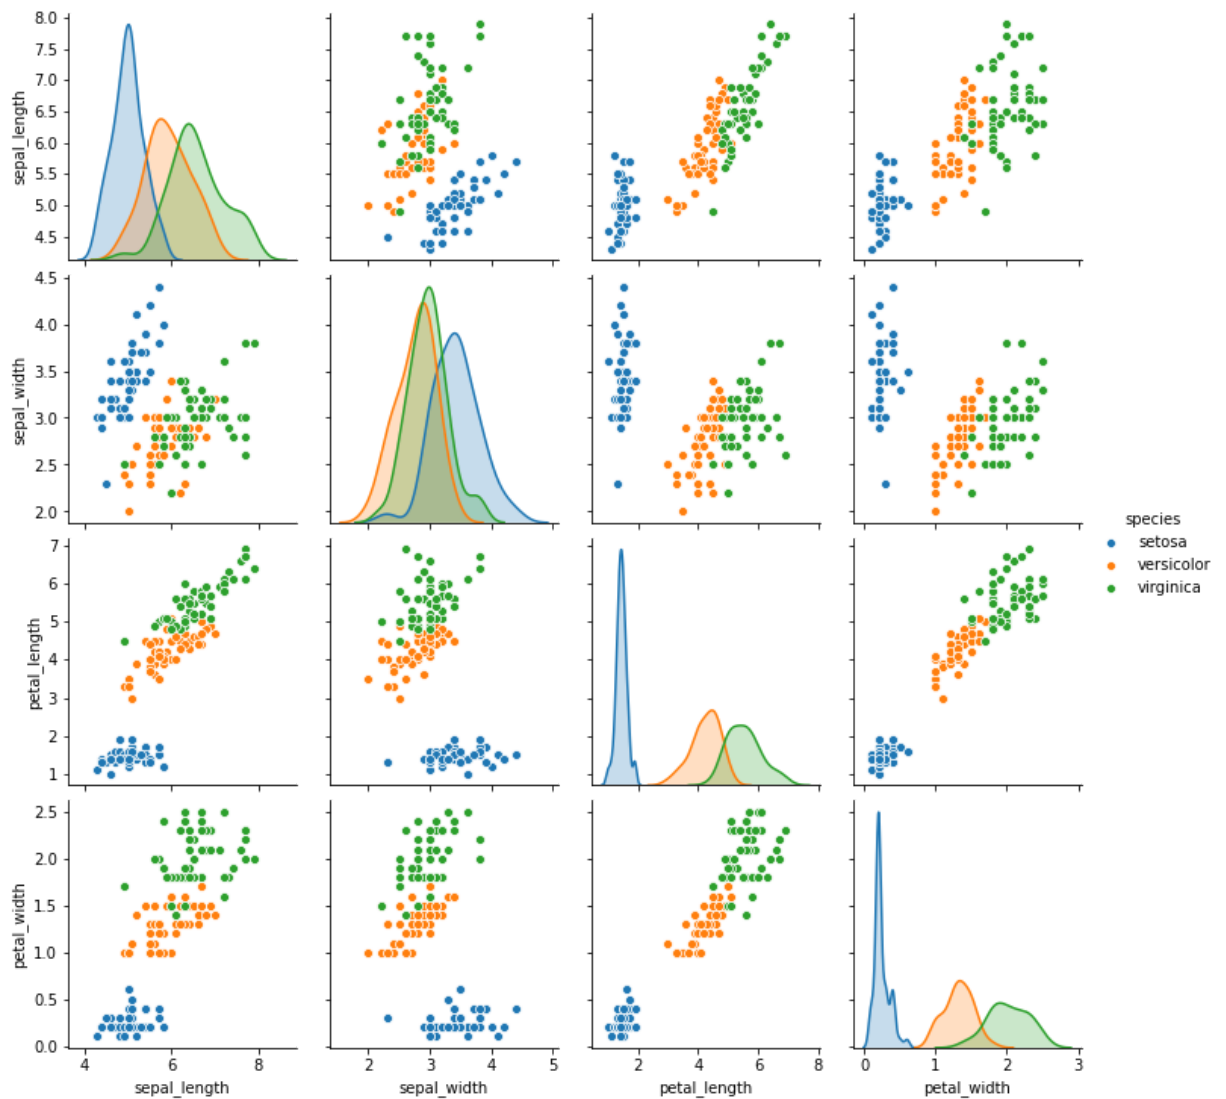 8.0
7.5
7.0
6.5
6.0
5.5
5.0
4.5
sepal_length
4.5
4.0
3.5
3.0
2.5
2.0
sepal_width
7
6
5
4
3
2
1
petal_length
2.5
2.0
1.5
1.0
0.5
0.0
petal_width
4 6 8
sepal_length
2 3 4 5
sepal_width
2 4 6 8
petal_length
0 1 2 3
petal_width
species
setosa
versicolor
virginica